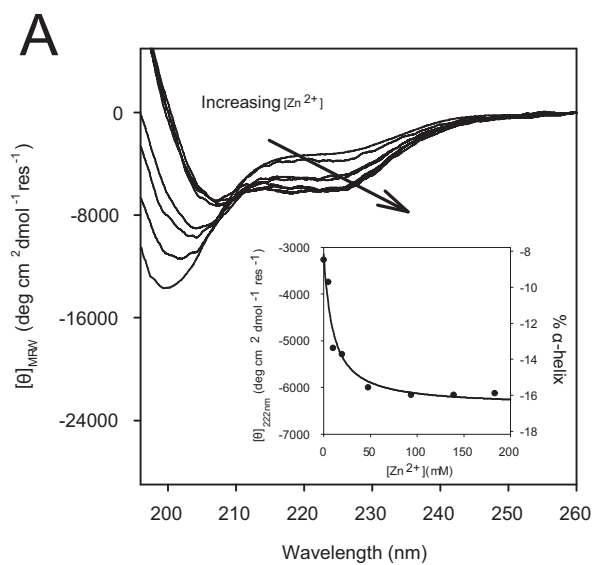 A
Increasing [Zn 2+]
0
-8000
-16000
-24000
[θ]MRW (deg cm 2 dmol -1 res -1)
200 210 220 230 240 250 260
Wavelength (nm)
-3000
-4000
-5000
-6000
-7000
[θ] 222nm (deg cm 2 dmol -1 res -1)
0 50 100 150 200
[Zn 2+](mM)
-8
-10
-12
-14
-16
-18
% α-helix